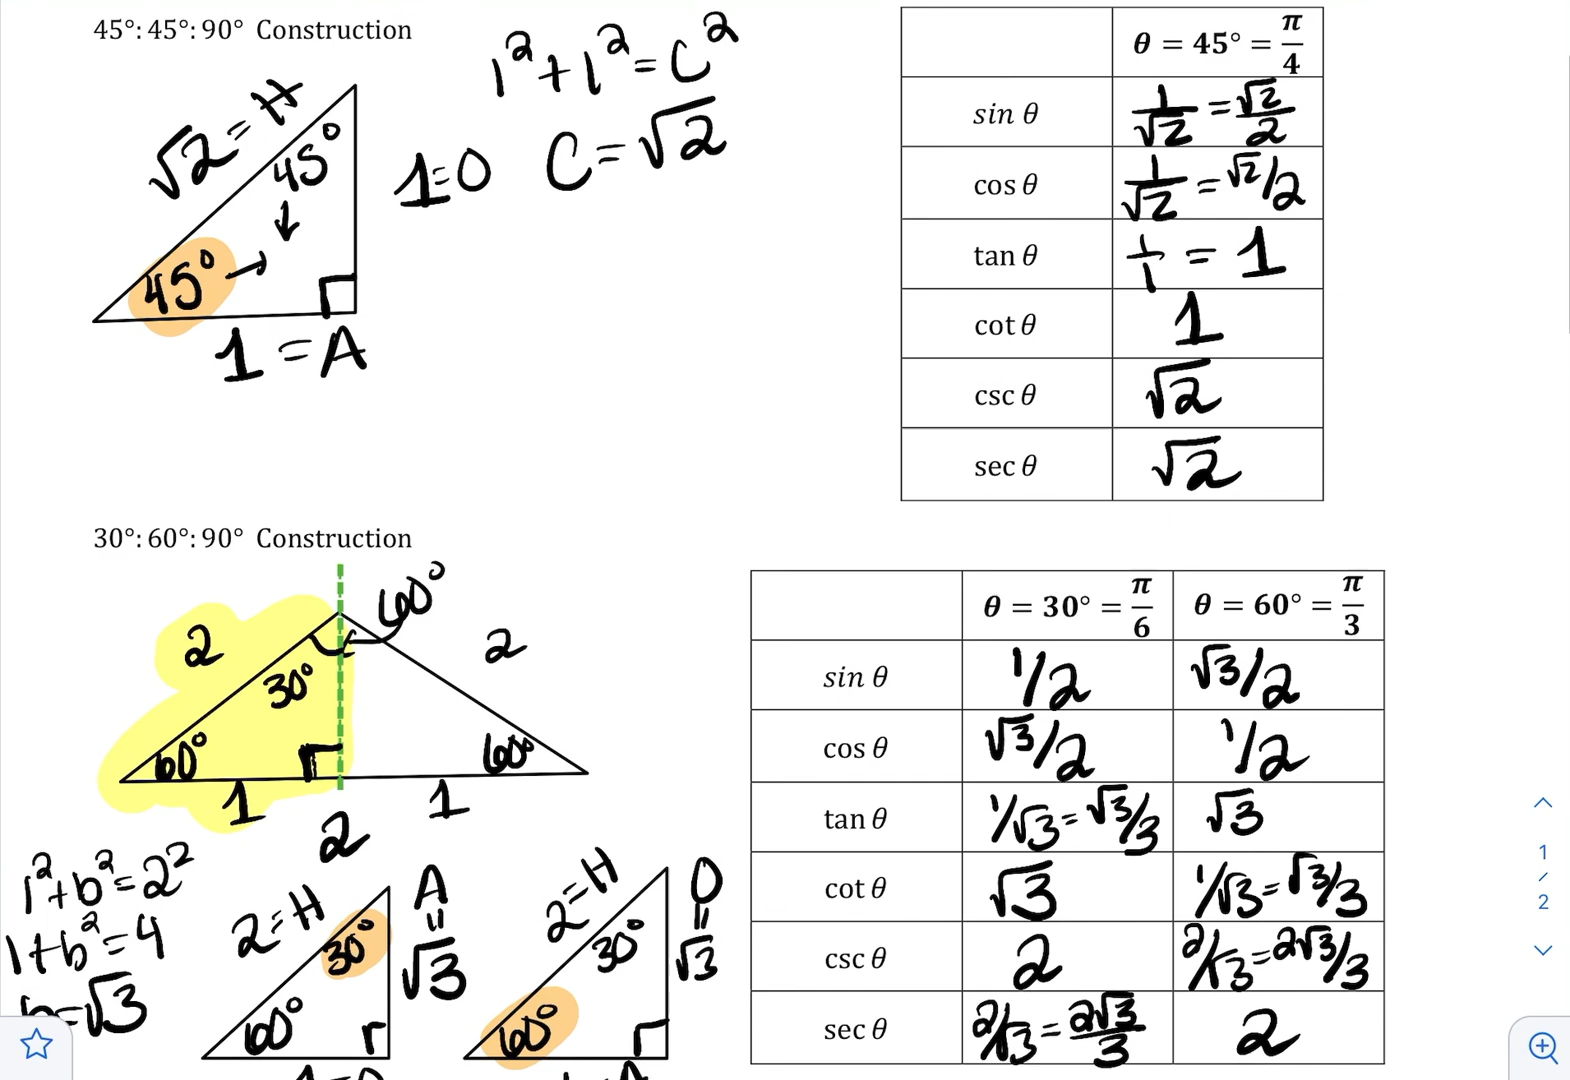 45°: 45°: 90° Construction
1² + 1² = C²
C = √2
√2 = H
45°
1 = O
45°
1 = A
θ = 45° = π/4
sin θ 1/√2 = √2/2
cos θ 1/√2 = √2/2
tan θ 1/1 = 1
cot θ 1
csc θ √2
sec θ √2
30°: 60°: 90° Construction
60°
2 2
30°
60° 60°
1 1
2
1² + b² = 2²
1 + b² = 4
b = √3
2 = H
30°
A = √3
60°
2 = H
30°
O = √3
60°
θ = 30° = π/6 θ = 60° = π/3
sin θ 1/2 √3/2
cos θ √3/2 1/2
tan θ 1/√3 = √3/3 √3
cot θ √3 1/√3 = √3/3
csc θ 2 2/√3 = 2√3/3
sec θ 2/√3 = 2√3/3 2
1
/
2